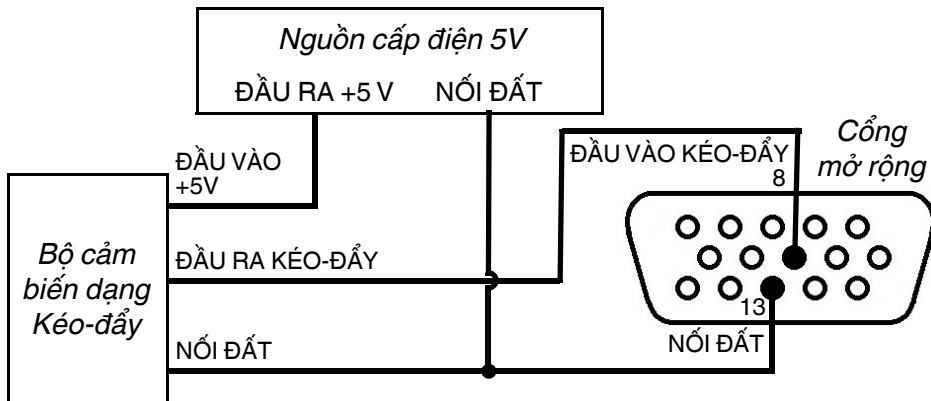 Nguồn cấp điện 5V
ĐẦU RA +5 V
NỐI ĐẤT
ĐẦU VÀO
+5V
ĐẦU VÀO KÉO-ĐẨY
8
Cổng
mở rộng
Bộ cảm
biến dạng
Kéo-đẩy
ĐẦU RA KÉO-ĐẨY
13
NỐI ĐẤT
NỐI ĐẤT